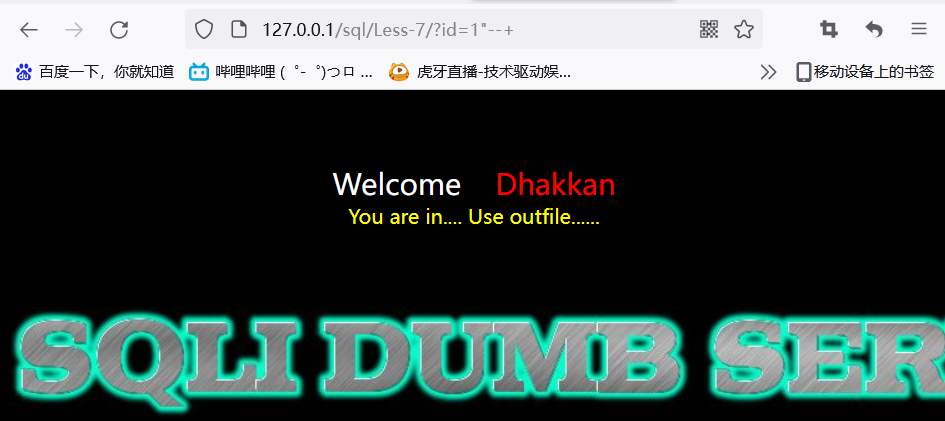 127.0.0.1/sql/Less-7/?id=1"--+
百度一下，你就知道 哔哩哔哩 (゜-゜)つロ ... 虎牙直播-技术驱动娱... 移动设备上的书签
Welcome Dhakkan
You are in.... Use outfile......
SQLI DUMB SER